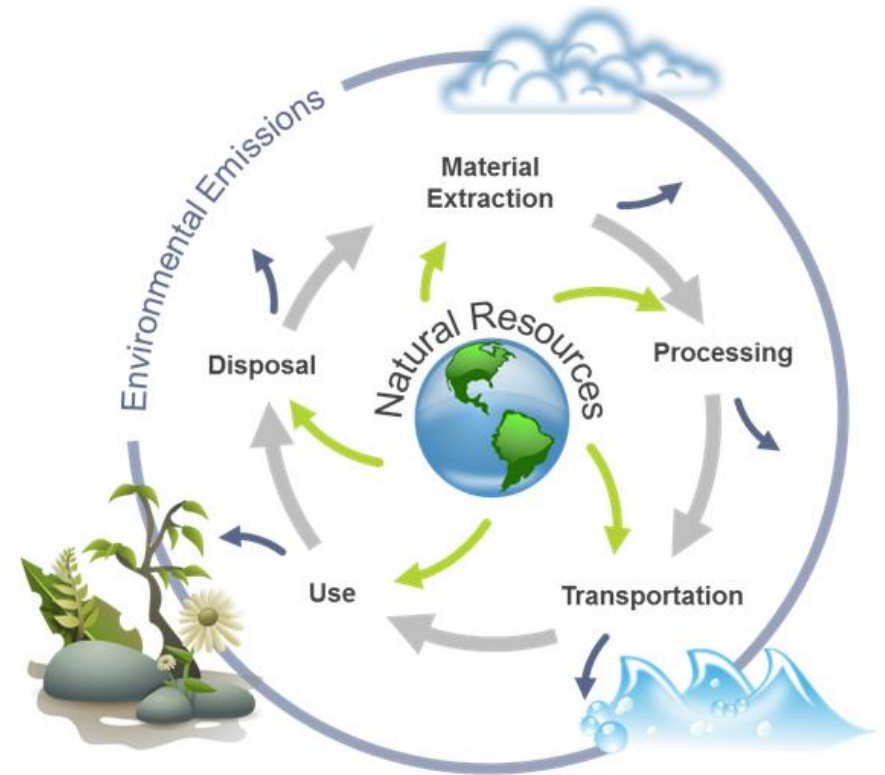 Environmental Emissions
Material
Extraction
Natural Resources
Disposal
Processing
Use
Transportation